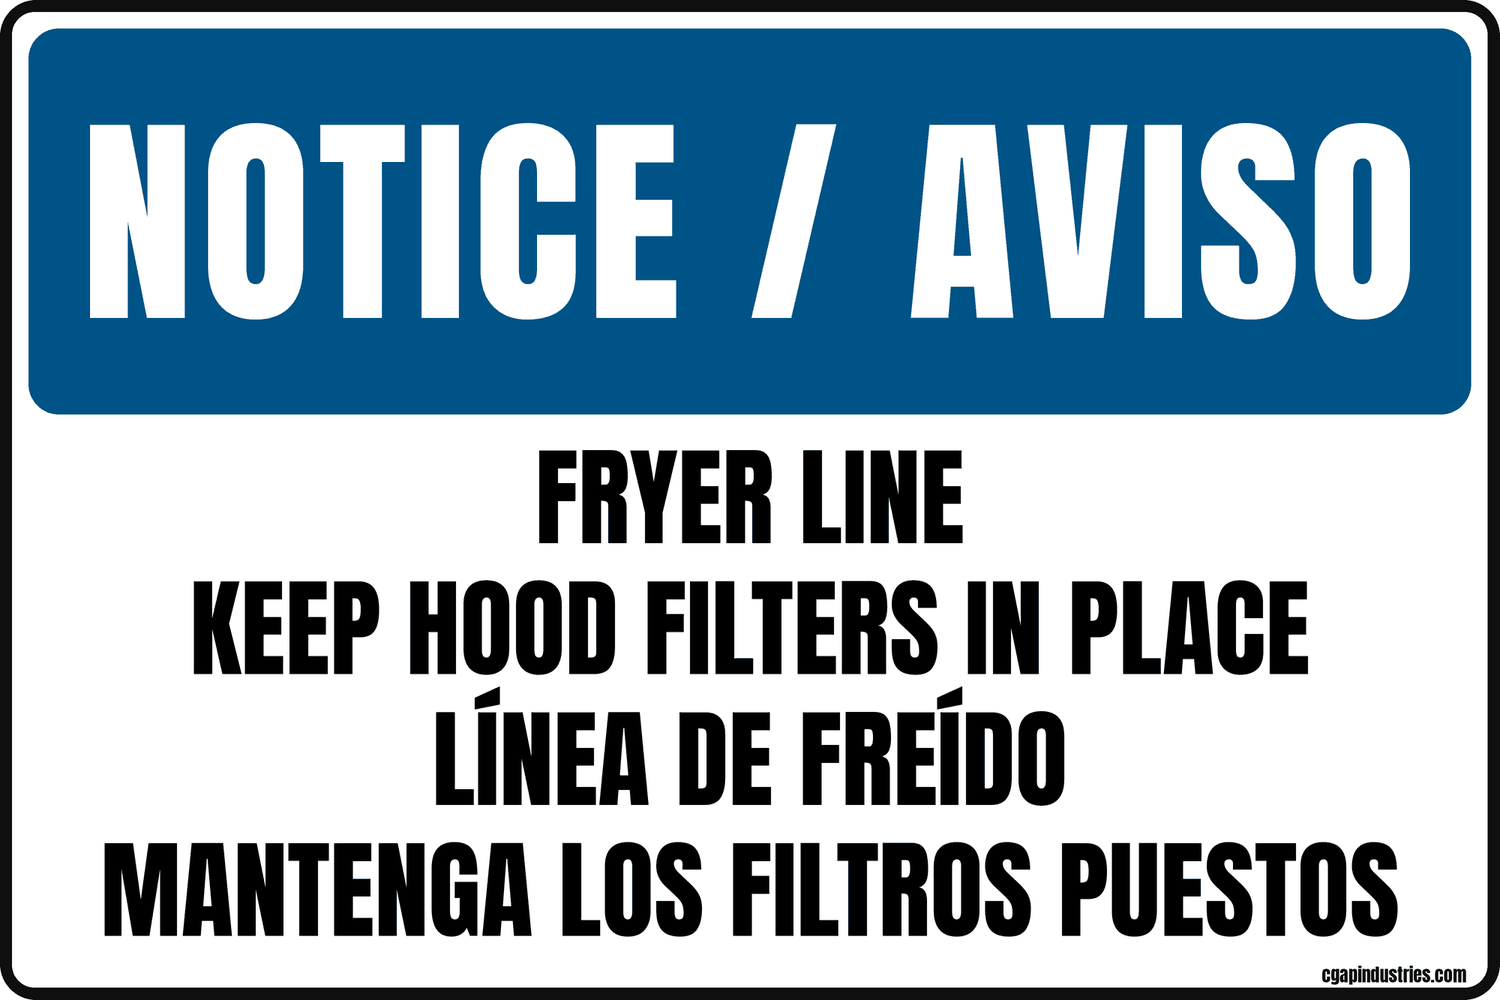 NOTICE / AVISO
FRYER LINE
KEEP HOOD FILTERS IN PLACE
LÍNEA DE FREÍDO
MANTENGA LOS FILTROS PUESTOS
cgapindustries.com